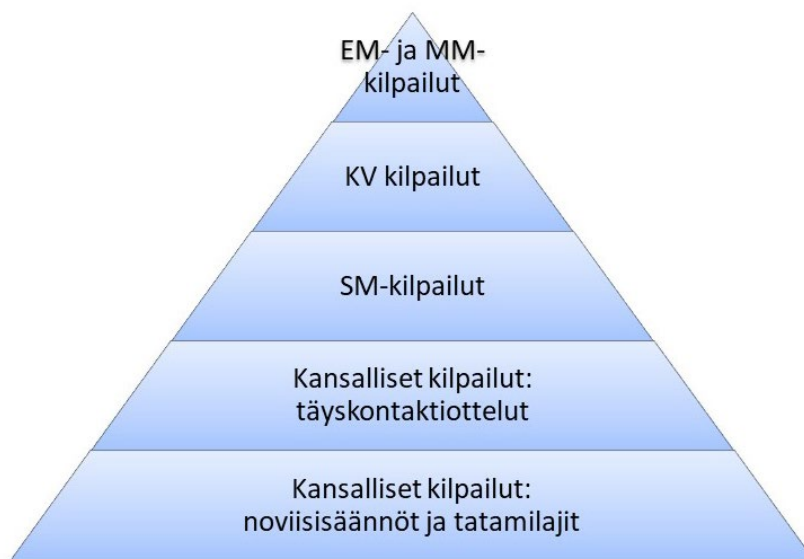 EM- ja MM-
kilpailut
KV kilpailut
SM-kilpailut
Kansalliset kilpailut:
täyskontaktiottelut
Kansalliset kilpailut:
noviisisäännöt ja tatamilajit